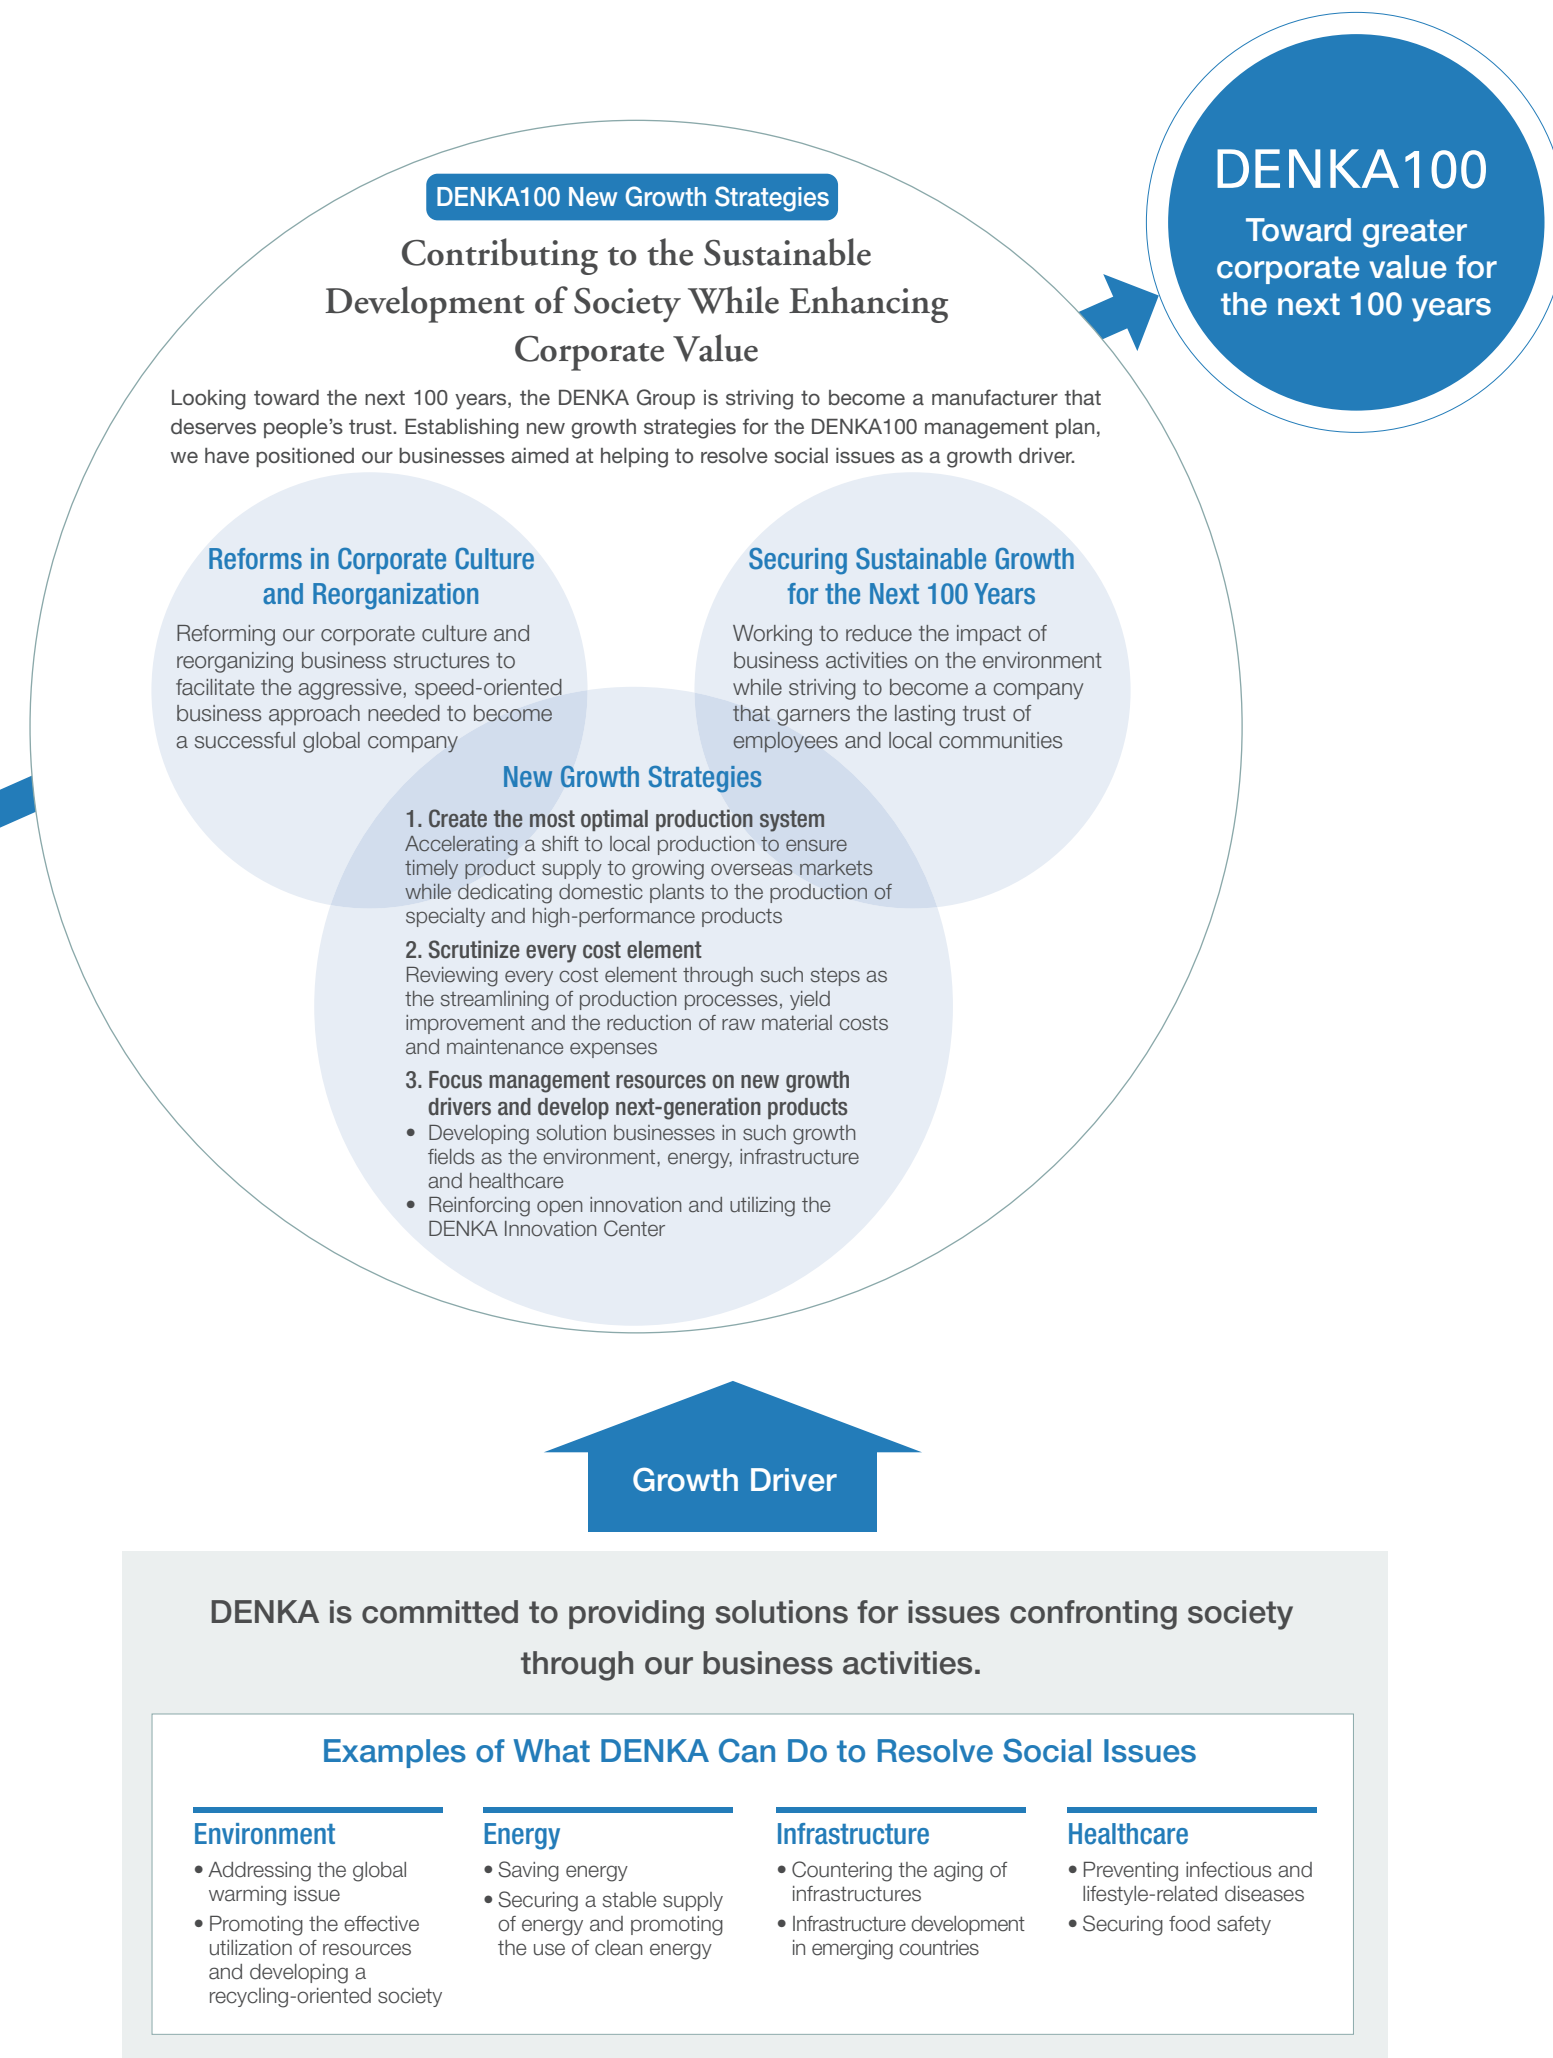 DENKA100
Toward greater
corporate value for
the next 100 years
DENKA100 New Growth Strategies
Contributing to the Sustainable
Development of Society While Enhancing
Corporate Value
Looking toward the next 100 years, the DENKA Group is striving to become a manufacturer that
deserves people’s trust. Establishing new growth strategies for the DENKA100 management plan,
we have positioned our businesses aimed at helping to resolve social issues as a growth driver.
Reforms in Corporate Culture
and Reorganization
Reforming our corporate culture and
reorganizing business structures to
facilitate the aggressive, speed-oriented
business approach needed to become
a successful global company
Securing Sustainable Growth
for the Next 100 Years
Working to reduce the impact of
business activities on the environment
while striving to become a company
that garners the lasting trust of
employees and local communities
New Growth Strategies
1. Create the most optimal production system
Accelerating a shift to local production to ensure
timely product supply to growing overseas markets
while dedicating domestic plants to the production of
specialty and high-performance products
2. Scrutinize every cost element
Reviewing every cost element through such steps as
the streamlining of production processes, yield
improvement and the reduction of raw material costs
and maintenance expenses
3. Focus management resources on new growth
drivers and develop next-generation products
• Developing solution businesses in such growth
fields as the environment, energy, infrastructure
and healthcare
• Reinforcing open innovation and utilizing the
DENKA Innovation Center
Growth Driver
DENKA is committed to providing solutions for issues confronting society
through our business activities.
Examples of What DENKA Can Do to Resolve Social Issues
Environment
• Addressing the global
warming issue
• Promoting the effective
utilization of resources
and developing a
recycling-oriented society
Energy
• Saving energy
• Securing a stable supply
of energy and promoting
the use of clean energy
Infrastructure
• Countering the aging of
infrastructures
• Infrastructure development
in emerging countries
Healthcare
• Preventing infectious and
lifestyle-related diseases
• Securing food safety